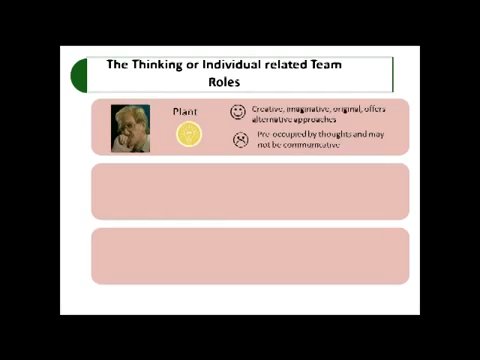 The Thinking or Individual related Team
Roles
Plant
Creative, imaginative, original, offers
alternative approaches
Pre-occupied by thoughts and may
not be communicative